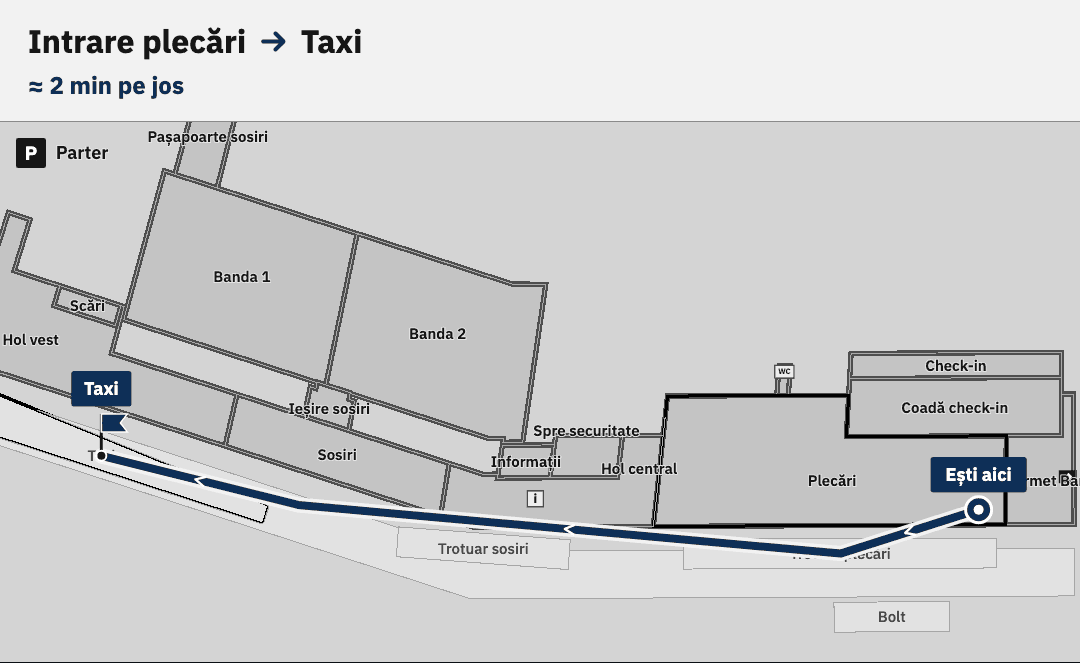 Intrare plecări → Taxi
≈ 2 min pe jos
P Parter
Pașapoarte sosiri
Banda 1
Banda 2
Scări
Hol vest
Taxi
Ieșire sosiri
Sosiri
Spre securitate
Informații
Hol central
i
WC
Check-in
Coadă check-in
Plecări
Ești aici
Trotuar sosiri
Bolt